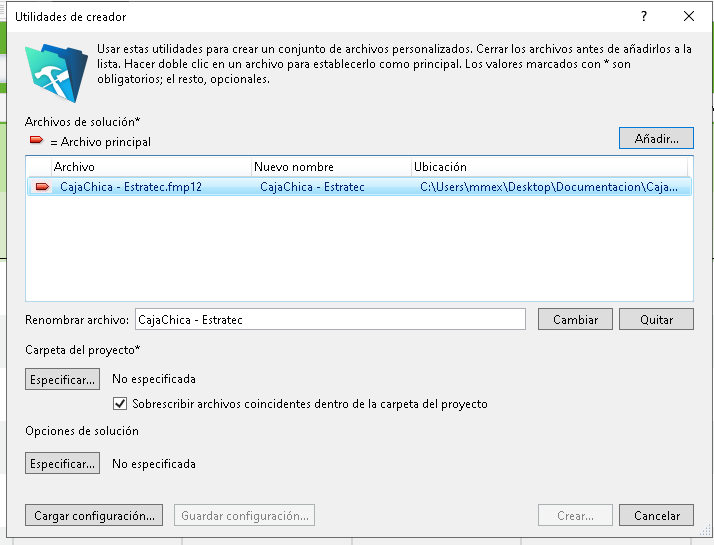 Utilidades de creador
?
Usar estas utilidades para crear un conjunto de archivos personalizados. Cerrar los archivos antes de añadirlos a la
lista. Hacer doble clic en un archivo para establecerlo como principal. Los valores marcados con * son
obligatorios; el resto, opcionales.
Archivos de solución*
= Archivo principal
Añadir...
Archivo Nuevo nombre Ubicación
CajaChica - Estratec.fmp12 CajaChica - Estratec C:\Users\mmex\Desktop\Documentacion\Caja...
Renombrar archivo: CajaChica - Estratec Cambiar Quitar
Carpeta del proyecto*
Especificar... No especificada
Sobrescribir archivos coincidentes dentro de la carpeta del proyecto
Opciones de solución
Especificar... No especificada
Cargar configuración... Guardar configuración... Crear... Cancelar